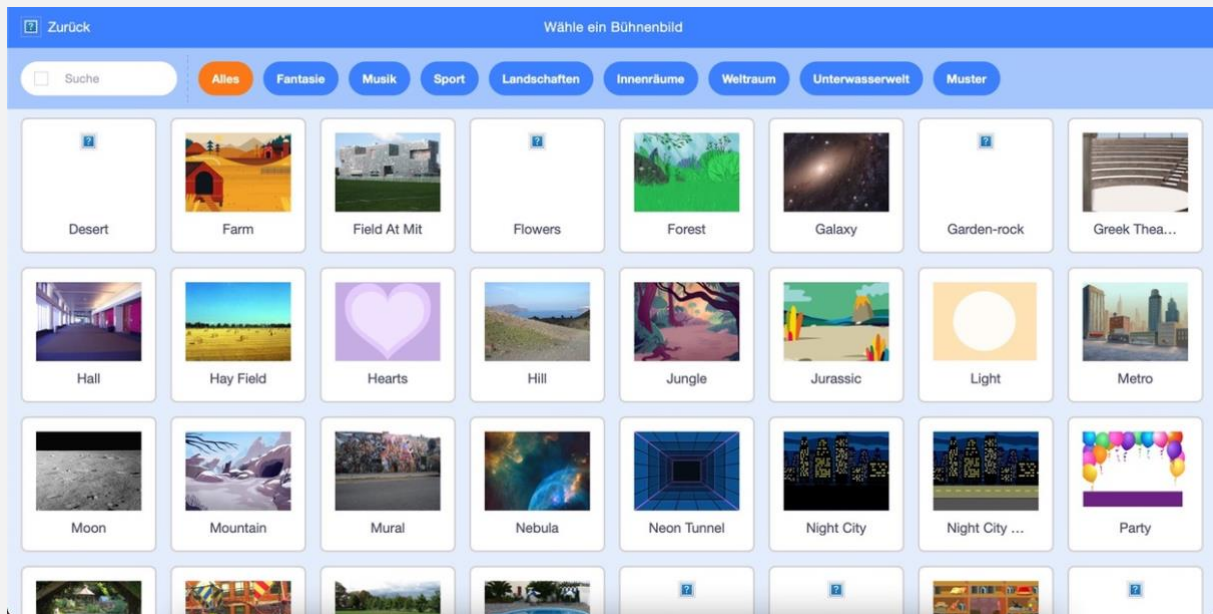 Zurück
Wähle ein Bühnenbild
Suche
Alles Fantasie Musik Sport Landschaften Innenräume Weltraum Unterwasserwelt Muster
Desert Farm Field At Mit Flowers Forest Galaxy Garden-rock Greek Thea...
Hall Hay Field Hearts Hill Jungle Jurassic Light Metro
Moon Mountain Mural Nebula Neon Tunnel Night City Night City ... Party